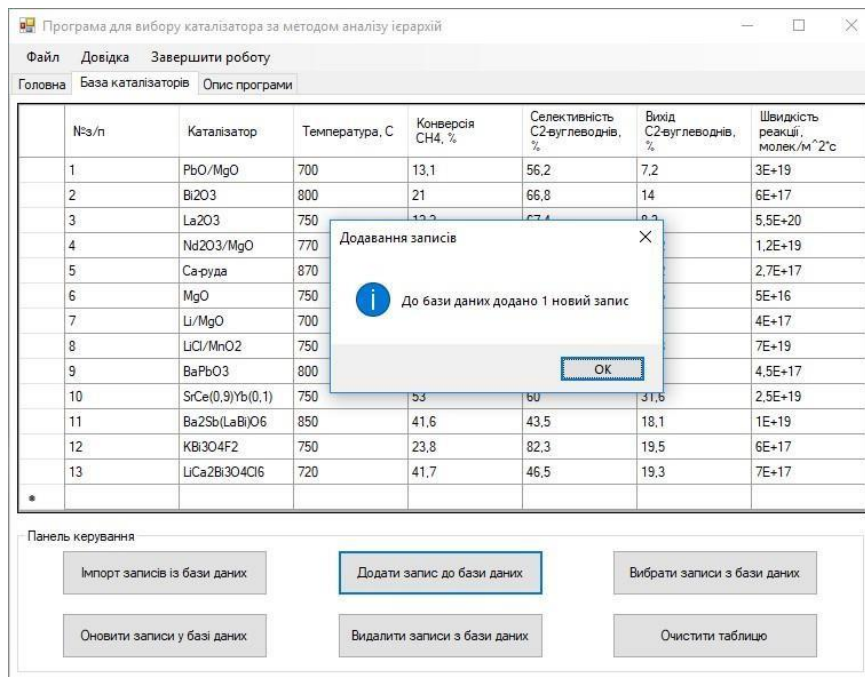 Програма для вибору каталізатора за методом аналізу ієрархій
Файл Довідка Завершити роботу
Головна База каталізаторів Опис програми
№з/п Каталізатор Температура, С Конверсія CH4, % Селективність C2-вуглеводнів, % Вихід C2-вуглеводнів, % Швидкість реакції, молек/м^2*с
1 PbO/MgO 700 13,1 56,2 7,2 3E+19
2 Bi2O3 800 21 66,8 14 6E+17
3 La2O3 750 5,5E+20
4 Nd2O3/MgO 770 1,2E+19
5 Са-руда 870 2,7E+17
6 MgO 750 5E+16
7 Li/MgO 700 4E+17
8 LiCl/MnO2 750 7E+19
9 BaPbO3 800 4,5E+17
10 SrCe(0,9)Yb(0,1) 750 53 60 31,6 2,5E+19
11 Ba2Sb(LaBi)O6 850 41,6 43,5 18,1 1E+19
12 KBi3O4F2 750 23,8 82,3 19,5 6E+17
13 LiCa2Bi3O4Cl6 720 41,7 46,5 19,3 7E+17
Додавання записів
До бази даних додано 1 новий запис
OK
Панель керування
Імпорт записів із бази даних Додати запис до бази даних Вибрати записи з бази даних
Оновити записи у базі даних Видалити записи з бази даних Очистити таблицю